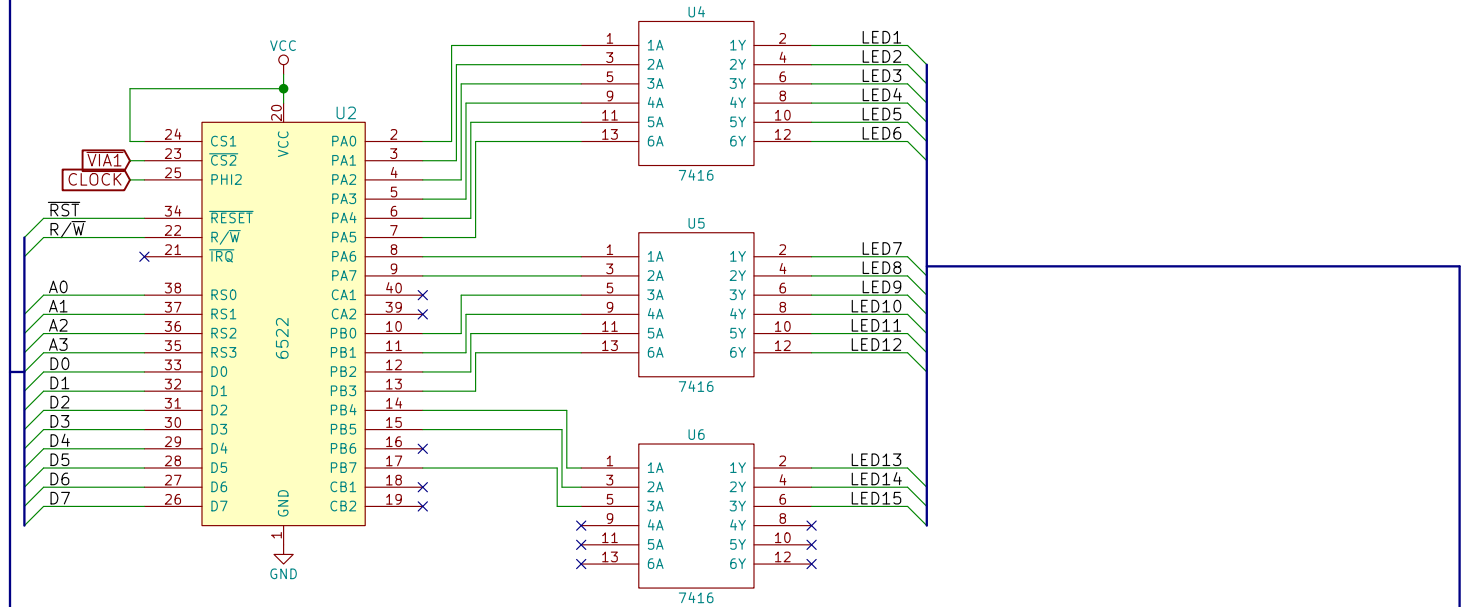 U4
1 1A 1Y 2 LED1
3 2A 2Y 4 LED2
5 3A 3Y 6 LED3
9 4A 4Y 8 LED4
11 5A 5Y 10 LED5
13 6A 6Y 12 LED6
7416
VCC
20
U2
VCC
24 CS1 PA0 2
VIA1 23 CS2 PA1 3
CLOCK 25 PHI2 PA2 4
PA3 5
RST 34 RESET PA4 6
R/W 22 R/W PA5 7
21 IRQ PA6 8
PA7 9
A0 38 RS0 CA1 40
A1 37 RS1 CA2 39
A2 36 RS2 PB0 10
A3 35 RS3 PB1 11
D0 33 D0 PB2 12
D1 32 D1 PB3 13
D2 31 D2 PB4 14
D3 30 D3 PB5 15
D4 29 D4 PB6 16
D5 28 D5 PB7 17
D6 27 D6 CB1 18
D7 26 D7 CB2 19
6522
GND
1
GND
U5
1 1A 1Y 2 LED7
3 2A 2Y 4 LED8
5 3A 3Y 6 LED9
9 4A 4Y 8 LED10
11 5A 5Y 10 LED11
13 6A 6Y 12 LED12
7416
U6
1 1A 1Y 2 LED13
3 2A 2Y 4 LED14
5 3A 3Y 6 LED15
9 4A 4Y 8
11 5A 5Y 10
13 6A 6Y 12
7416